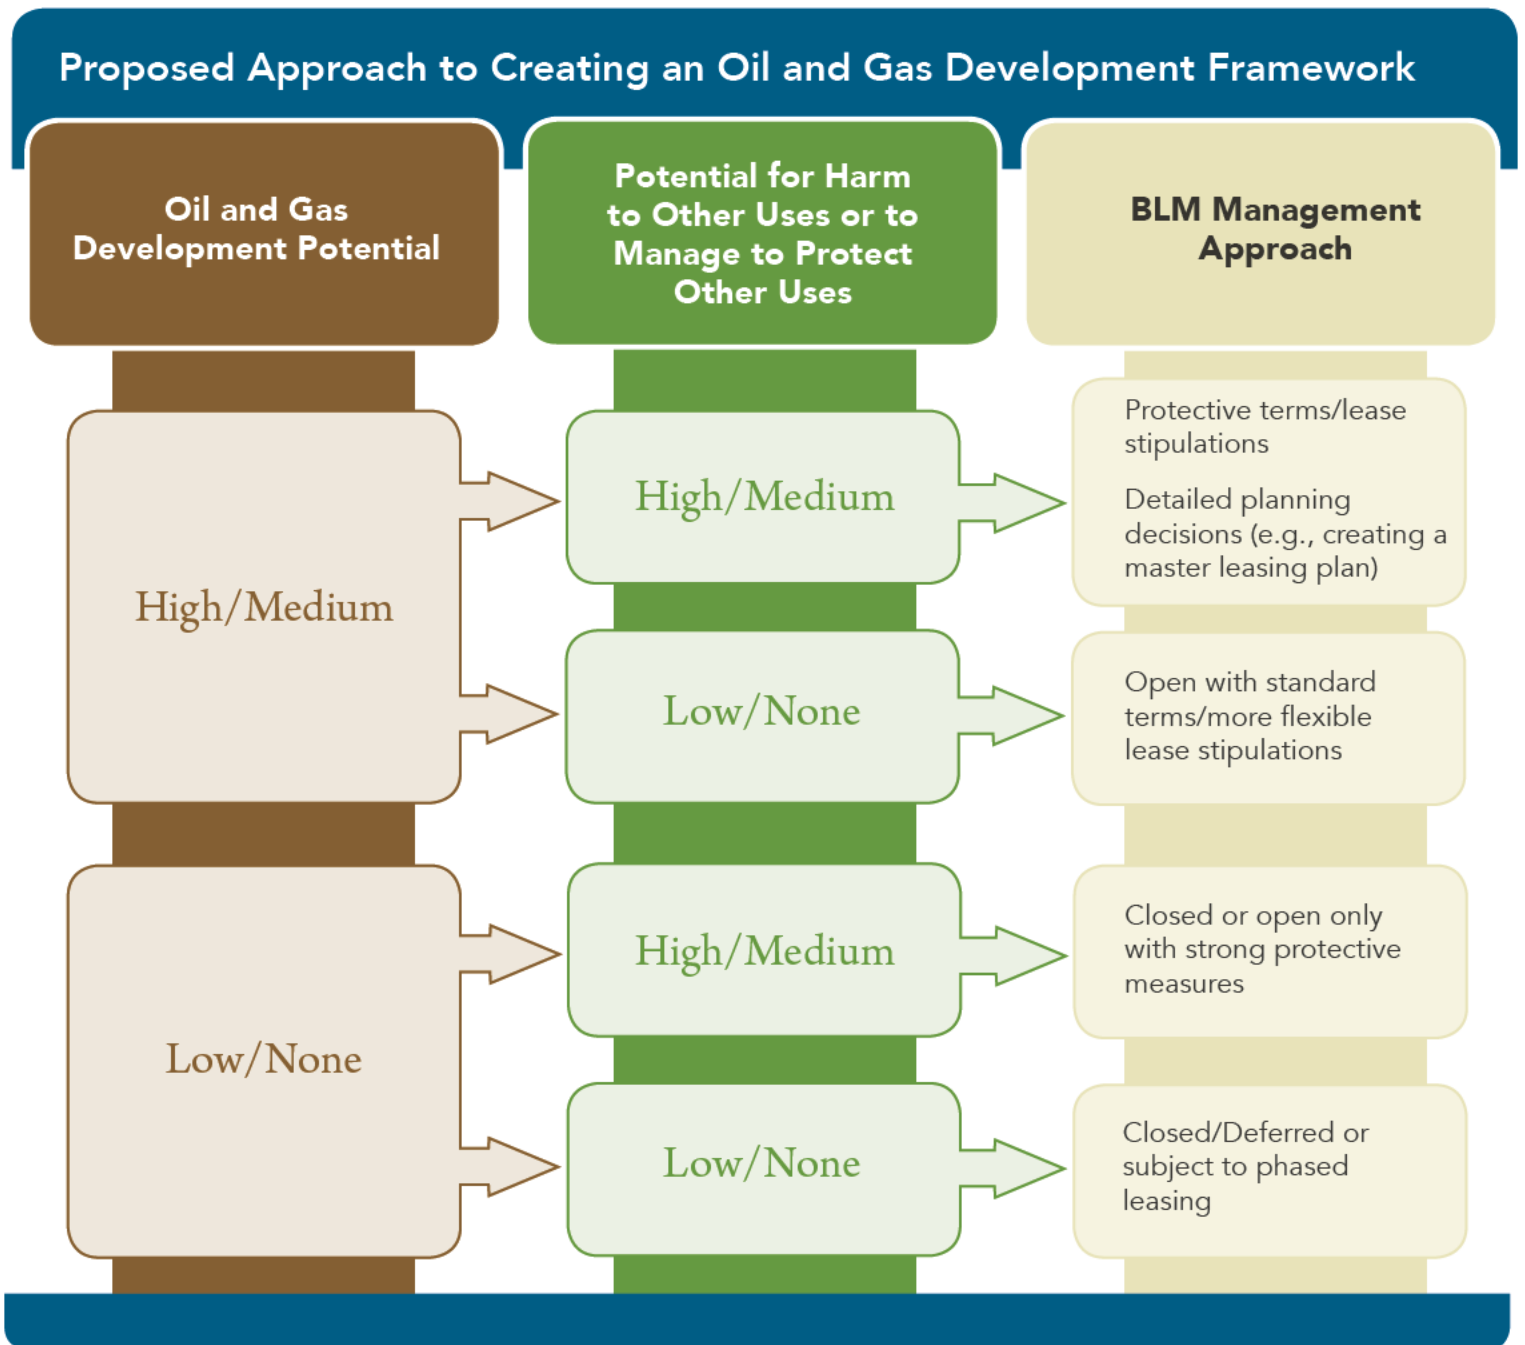 Proposed Approach to Creating an Oil and Gas Development Framework
Oil and Gas
Development Potential
Potential for Harm
to Other Uses or to
Manage to Protect
Other Uses
BLM Management
Approach
High/Medium
High/Medium
Protective terms/lease
stipulations
Detailed planning
decisions (e.g., creating a
master leasing plan)
Low/None
Open with standard
terms/more flexible
lease stipulations
Low/None
High/Medium
Closed or open only
with strong protective
measures
Low/None
Closed/Deferred or
subject to phased
leasing